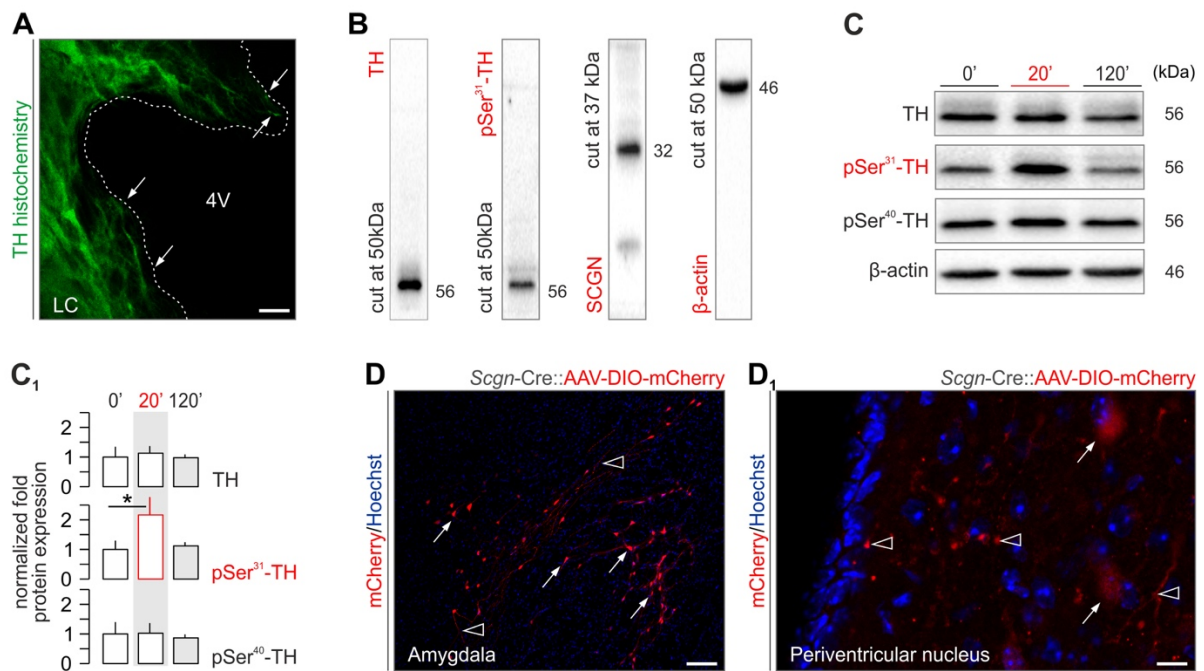 A
TH histochemistry
4V
LC
B
TH
cut at 50kDa
56
pSer³¹-TH
cut at 50kDa
56
cut at 37 kDa
SCGN
32
cut at 50 kDa
β-actin
46
C
0' 20' 120' (kDa)
TH 56
pSer³¹-TH 56
pSer⁴⁰-TH 56
β-actin 46
C₁
0' 20' 120'
normalized fold
protein expression
2
1
0
TH
*
2
1
0
pSer³¹-TH
2
1
0
pSer⁴⁰-TH
D
Scgn-Cre::AAV-DIO-mCherry
mCherry/Hoechst
Amygdala
D₁
Scgn-Cre::AAV-DIO-mCherry
mCherry/Hoechst
Periventricular nucleus